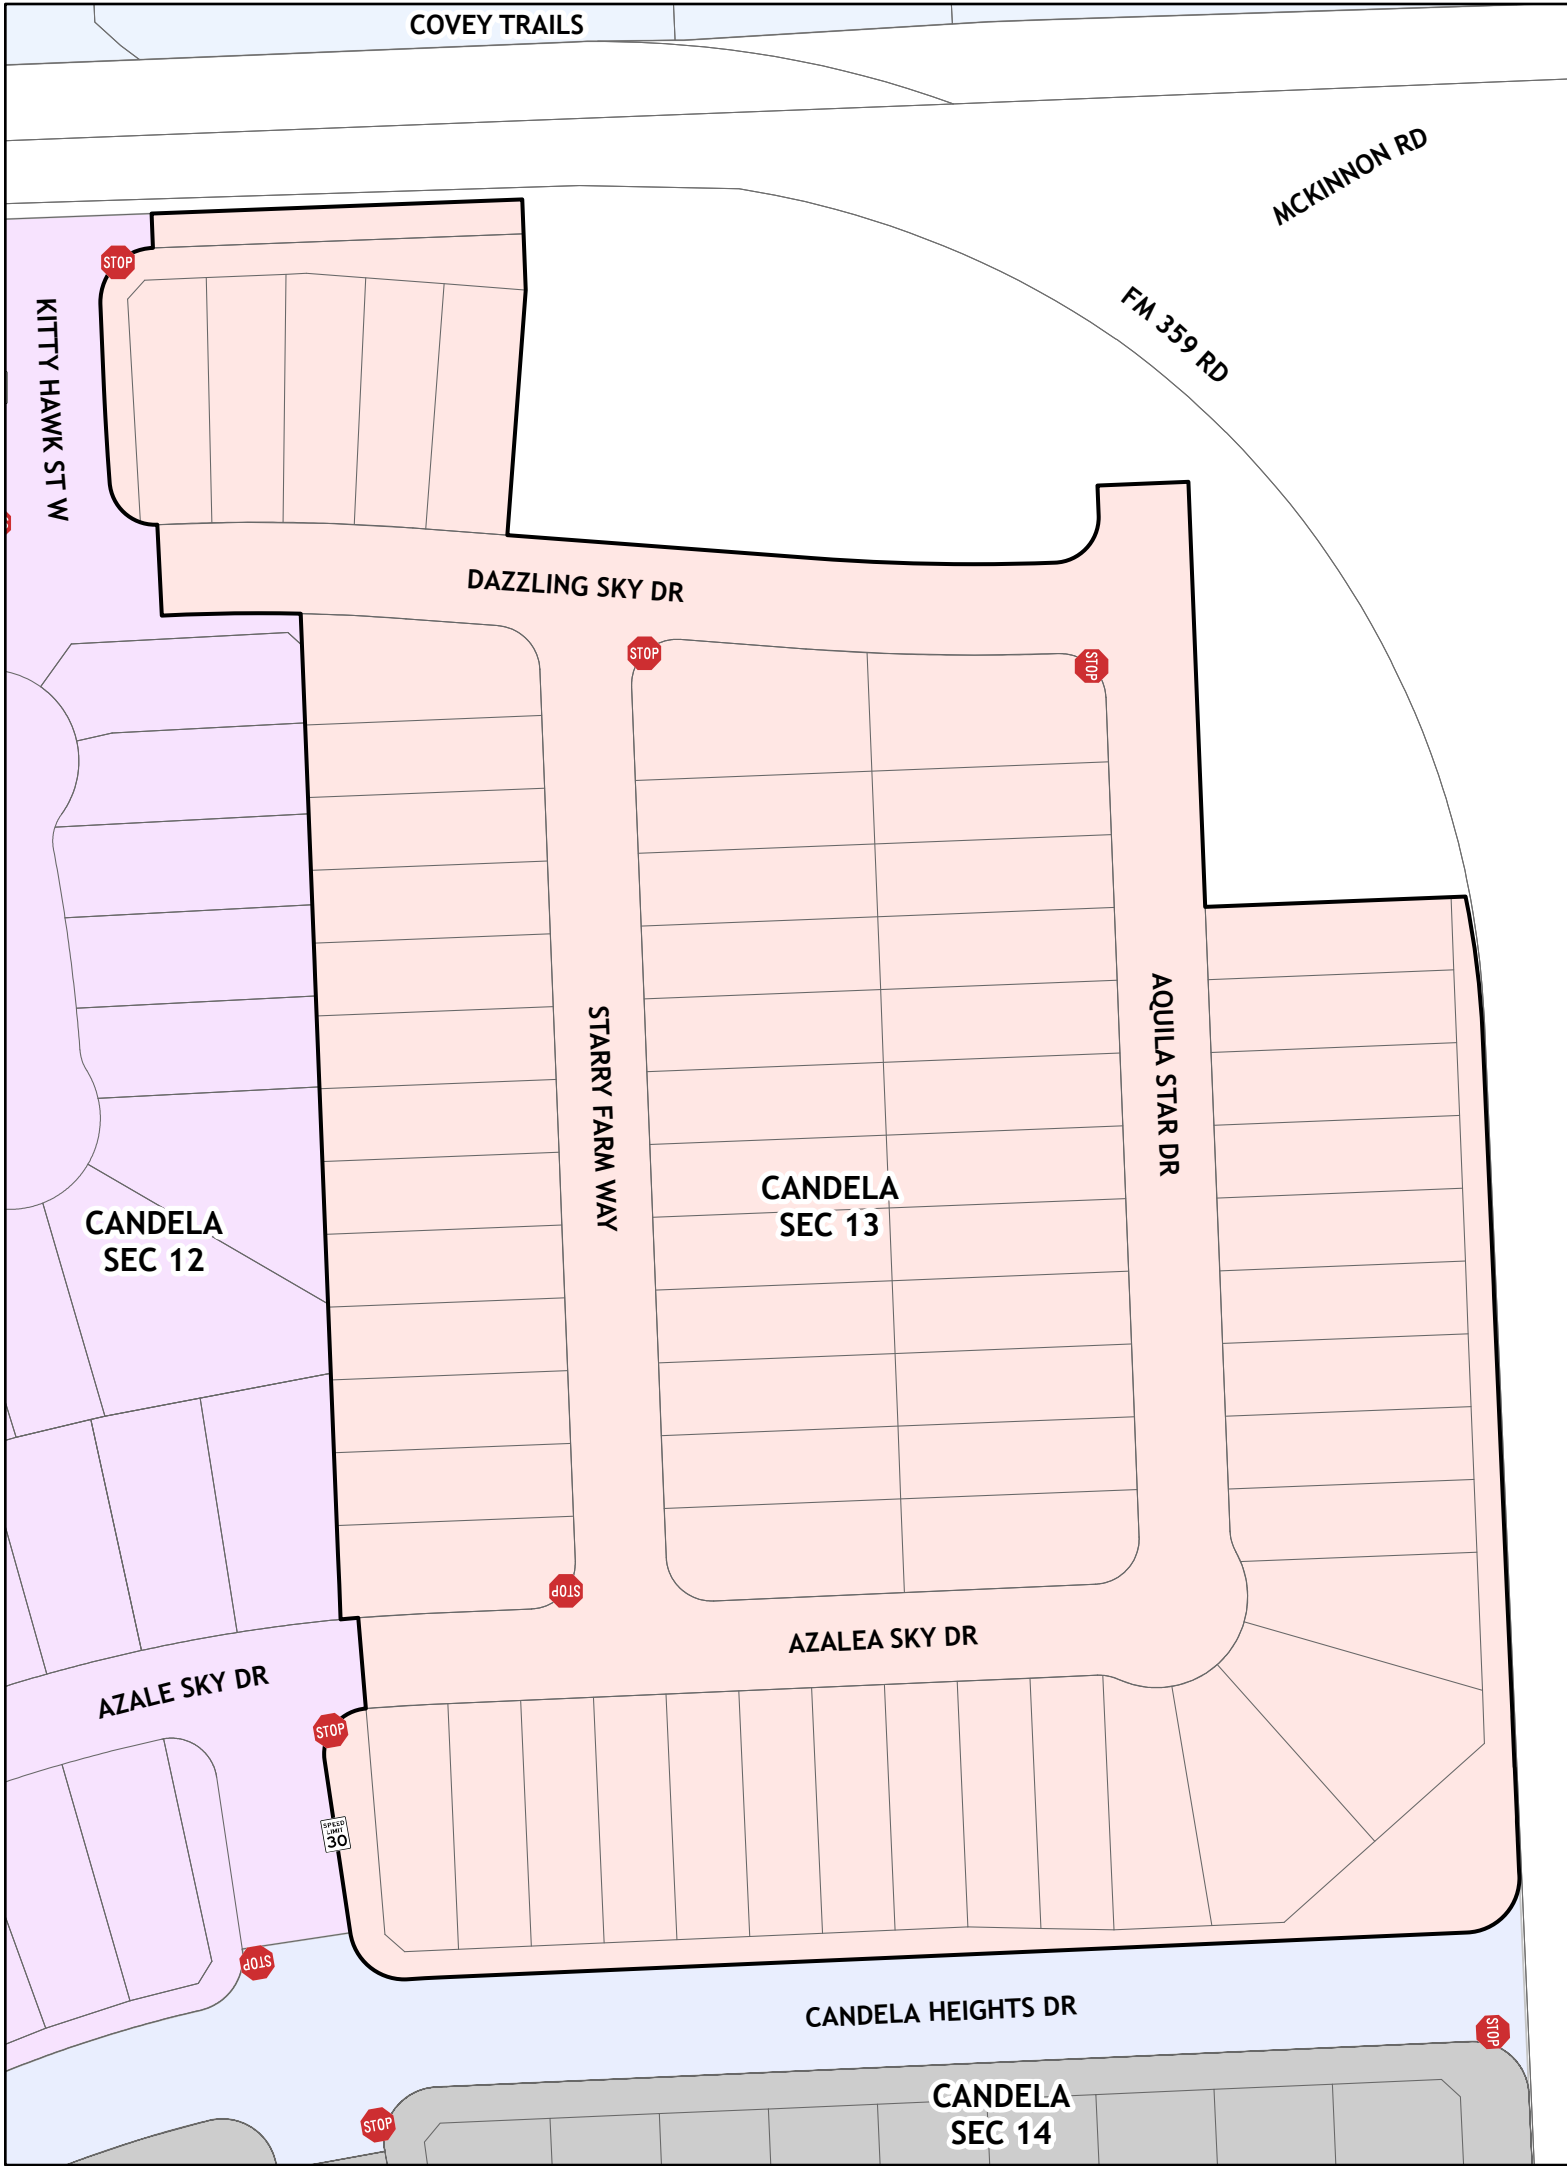 COVEY TRAILS
MCKINNON RD
STOP
KITTY HAWK ST W
FM 359 RD
DAZZLING SKY DR
STOP
STOP
STARRY FARM WAY
AQUILA STAR DR
CANDELA
SEC 13
CANDELA
SEC 12
STOP
AZALEA SKY DR
AZALE SKY DR
STOP
SPEED
LIMIT
30
STOP
CANDELA HEIGHTS DR
STOP
CANDELA
SEC 14
STOP